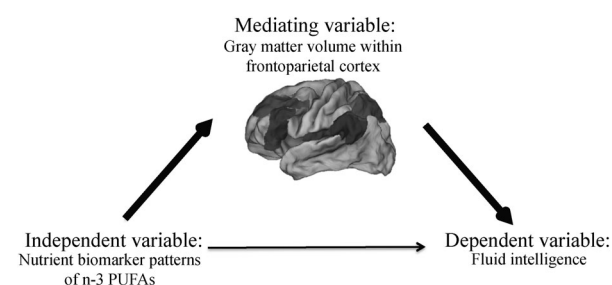 Mediating variable:
Gray matter volume within
frontoparietal cortex
Independent variable:
Nutrient biomarker patterns
of n-3 PUFAs
Dependent variable:
Fluid intelligence